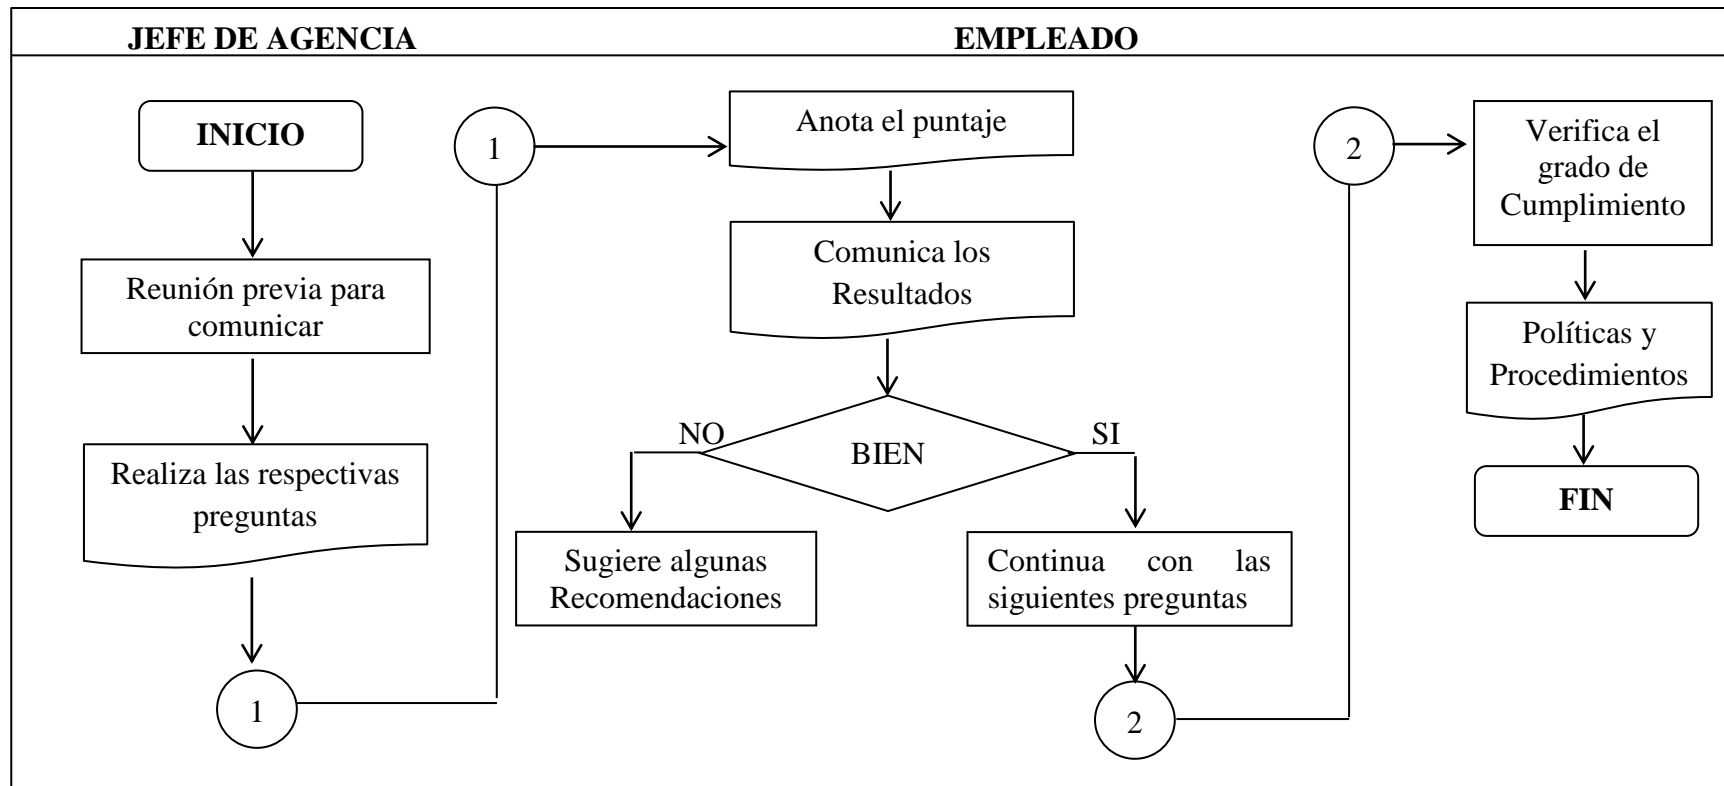 JEFE DE AGENCIA
EMPLEADO
INICIO
Reunión previa para
comunicar
Realiza las respectivas
preguntas
1
1
Anota el puntaje
Comunica los
Resultados
BIEN
NO
SI
Sugiere algunas
Recomendaciones
Continua con las
siguientes preguntas
2
2
Verifica el
grado de
Cumplimiento
Políticas y
Procedimientos
FIN